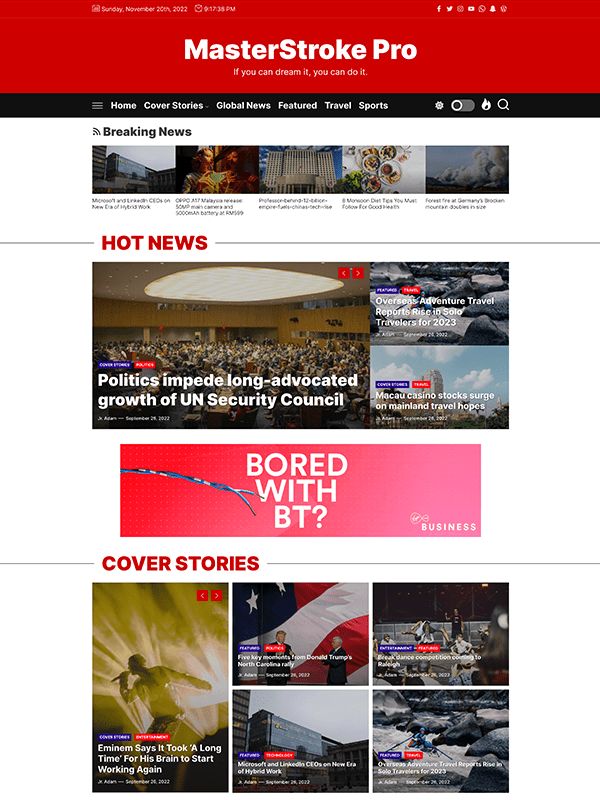 Sunday, November 20th, 2022 9:17:38 PM
MasterStroke Pro
If you can dream it, you can do it.
Home Cover Stories Global News Featured Travel Sports
Breaking News
Microsoft and LinkedIn CEOs on
New Era of Hybrid Work
OPPO A17 Malaysia release:
50MP main camera and
5000mAh battery at RM599
Professor-behind-12-billion-
empire-fuels-chinas-tech-rise
8 Monsoon Diet Tips You Must
Follow For Good Health
Forest fire at Germany's Brocken
mountain doubles in size
HOT NEWS
COVER STORIES POLITICS
Politics impede long-advocated
growth of UN Security Council
Jr. Adam — September 28, 2022
FEATURED TRAVEL
Overseas Adventure Travel
Reports Rise in Solo
Travelers for 2023
Jr. Adam — September 26, 2022
COVER STORIES TRAVEL
Macau casino stocks surge
on mainland travel hopes
Jr. Adam — September 26, 2022
BORED
WITH
BT?
BUSINESS
COVER STORIES
COVER STORIES ENTERTAINMENT
Eminem Says It Took 'A Long
Time' For His Brain to Start
Working Again
Jr. Adam — September 26, 2022
FEATURED POLITICS
Five key moments from Donald Trump's
North Carolina rally
Jr. Adam — September 26, 2022
ENTERTAINMENT FEATURED
Break dance competition coming to
Raleigh
Jr. Adam — September 26, 2022
FEATURED TECHNOLOGY
Microsoft and LinkedIn CEOs on New Era
of Hybrid Work
Jr. Adam — September 26, 2022
FEATURED TRAVEL
Overseas Adventure Travel Reports Rise in
Solo Travelers for 2023
Jr. Adam — September 26, 2022